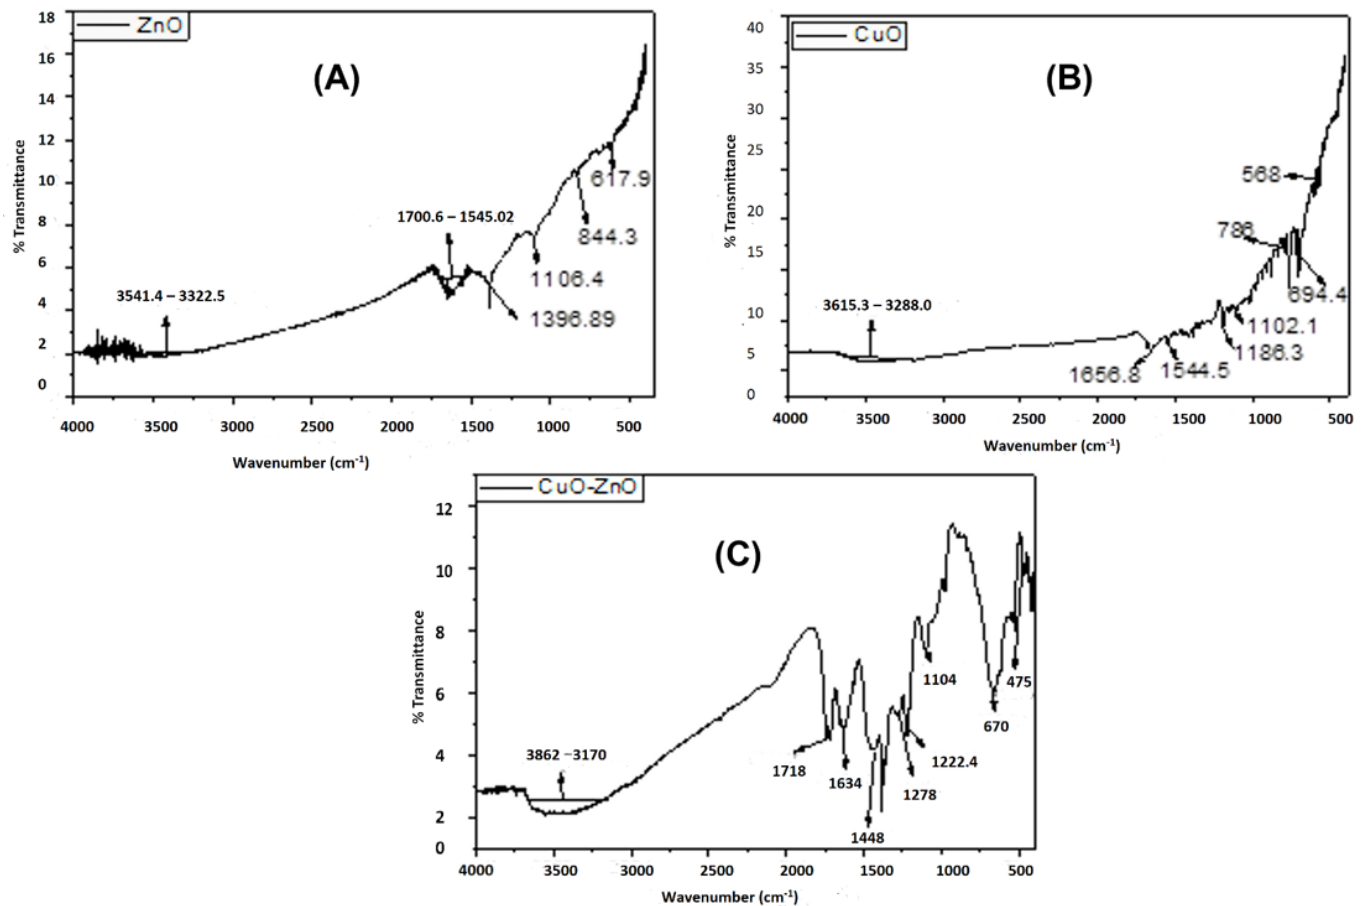 ZnO
(A)
18
16
14
12
10
8
6
4
2
0
% Transmittance
3541.4 – 3322.5
1700.6 – 1545.02
617.9
844.3
1106.4
1396.89
4000 3500 3000 2500 2000 1500 1000 500
Wavenumber (cm⁻¹)
CuO
(B)
40
35
30
25
20
15
10
5
0
% Transmittance
3615.3 – 3288.0
568
786
694.4
1102.1
1186.3
1656.8
1544.5
4000 3500 3000 2500 2000 1500 1000 500
Wavenumber (cm⁻¹)
CuO-ZnO
(C)
12
10
8
6
4
2
0
% Transmittance
3862 –3170
1718
1634
1448
1278
1222.4
1104
670
475
4000 3500 3000 2500 2000 1500 1000 500
Wavenumber (cm⁻¹)